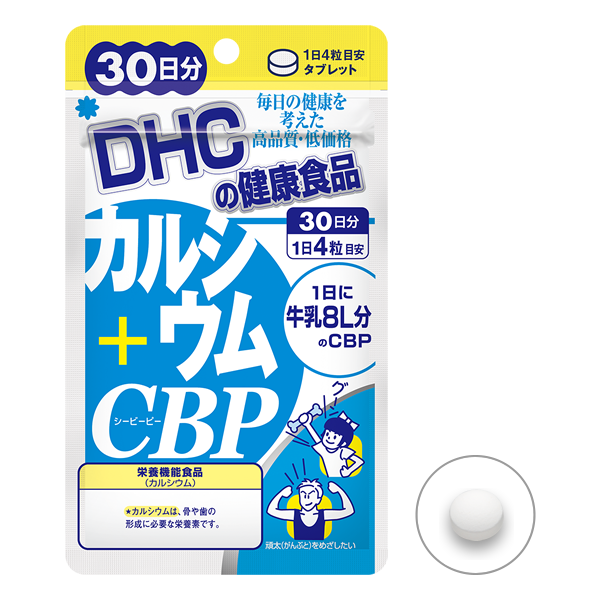 30日分
1日4粒目安
タブレット
毎日の健康を
考えた
高品質・低価格
DHC
の健康食品
30日分
1日4粒目安
カルシ
+ウム
CBP
シーピービー
1日に
牛乳8L分
のCBP
グッ
栄養機能食品
(カルシウム)
★カルシウムは、骨や歯の
形成に必要な栄養素です。
頑太(がんぶと)をめざしたい